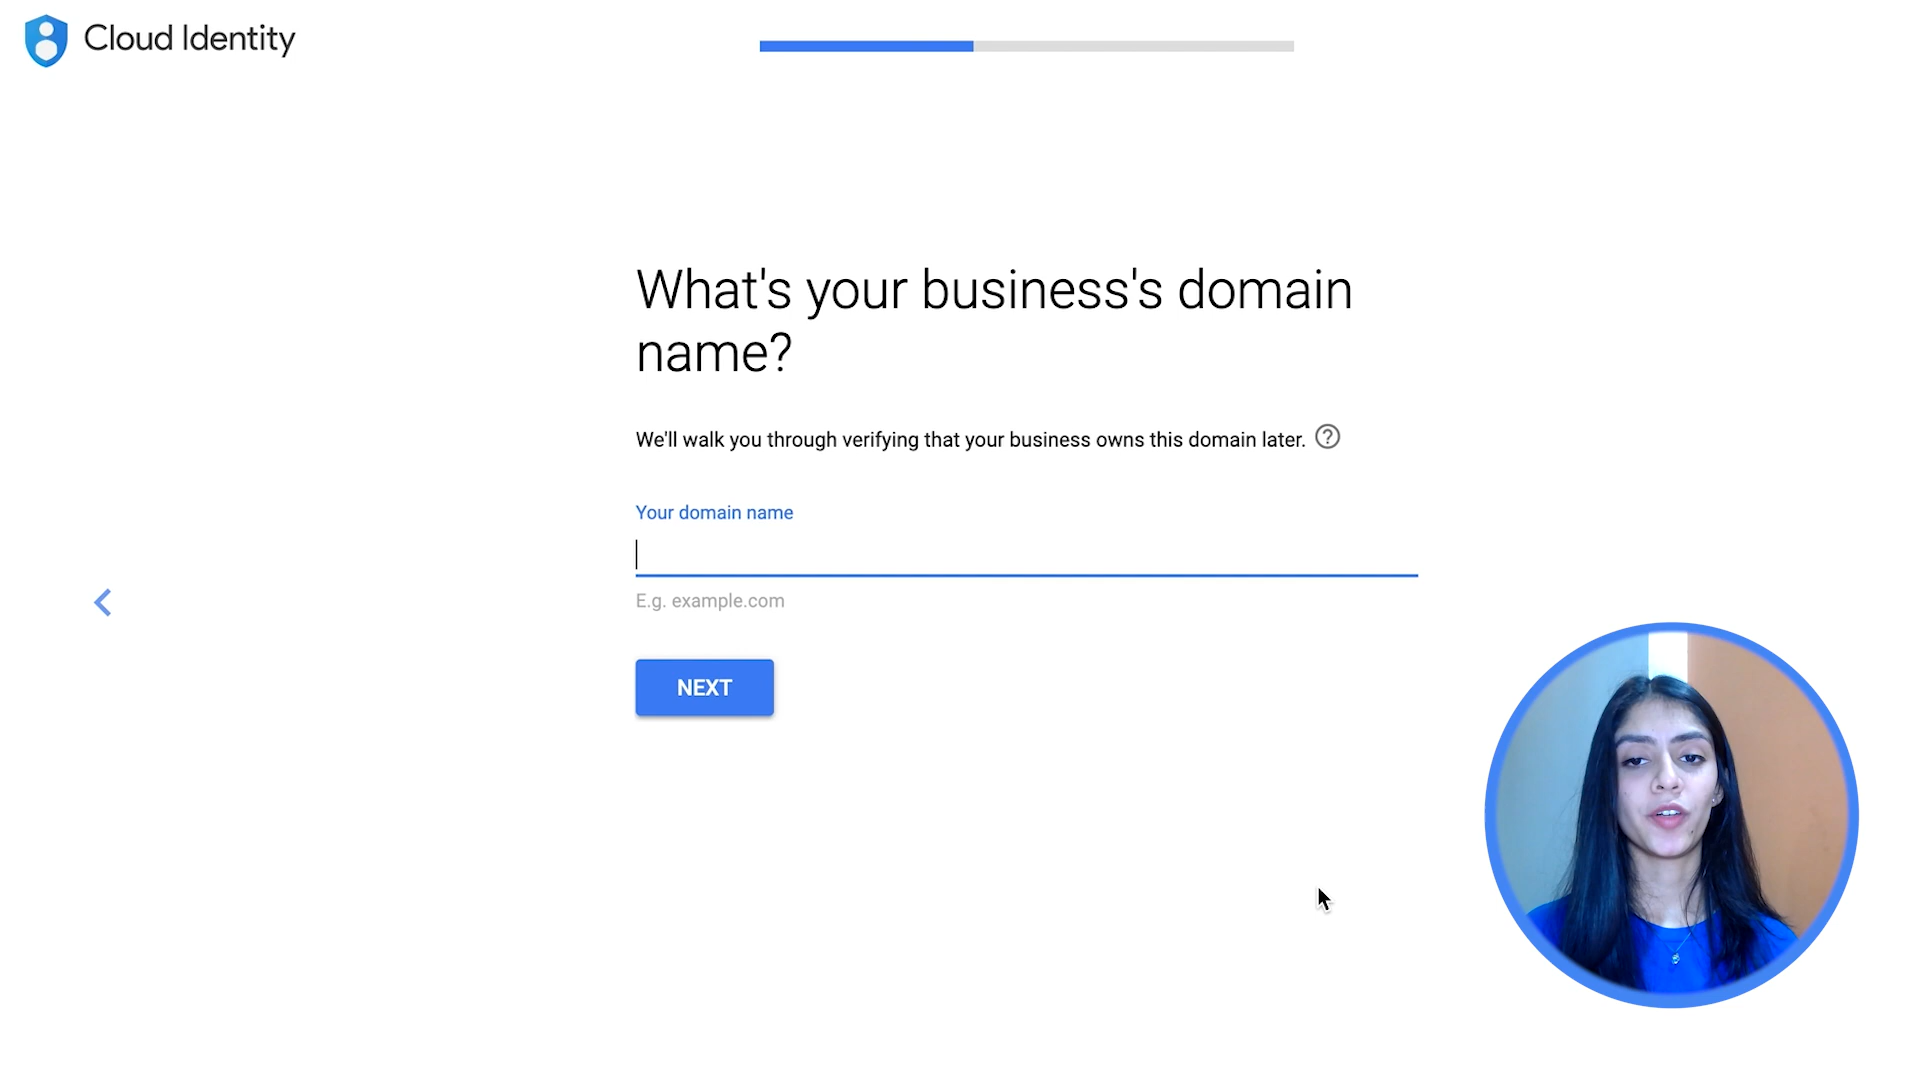 Cloud Identity
What's your business's domain
name?
We'll walk you through verifying that your business owns this domain later.
Your domain name
E.g. example.com
NEXT